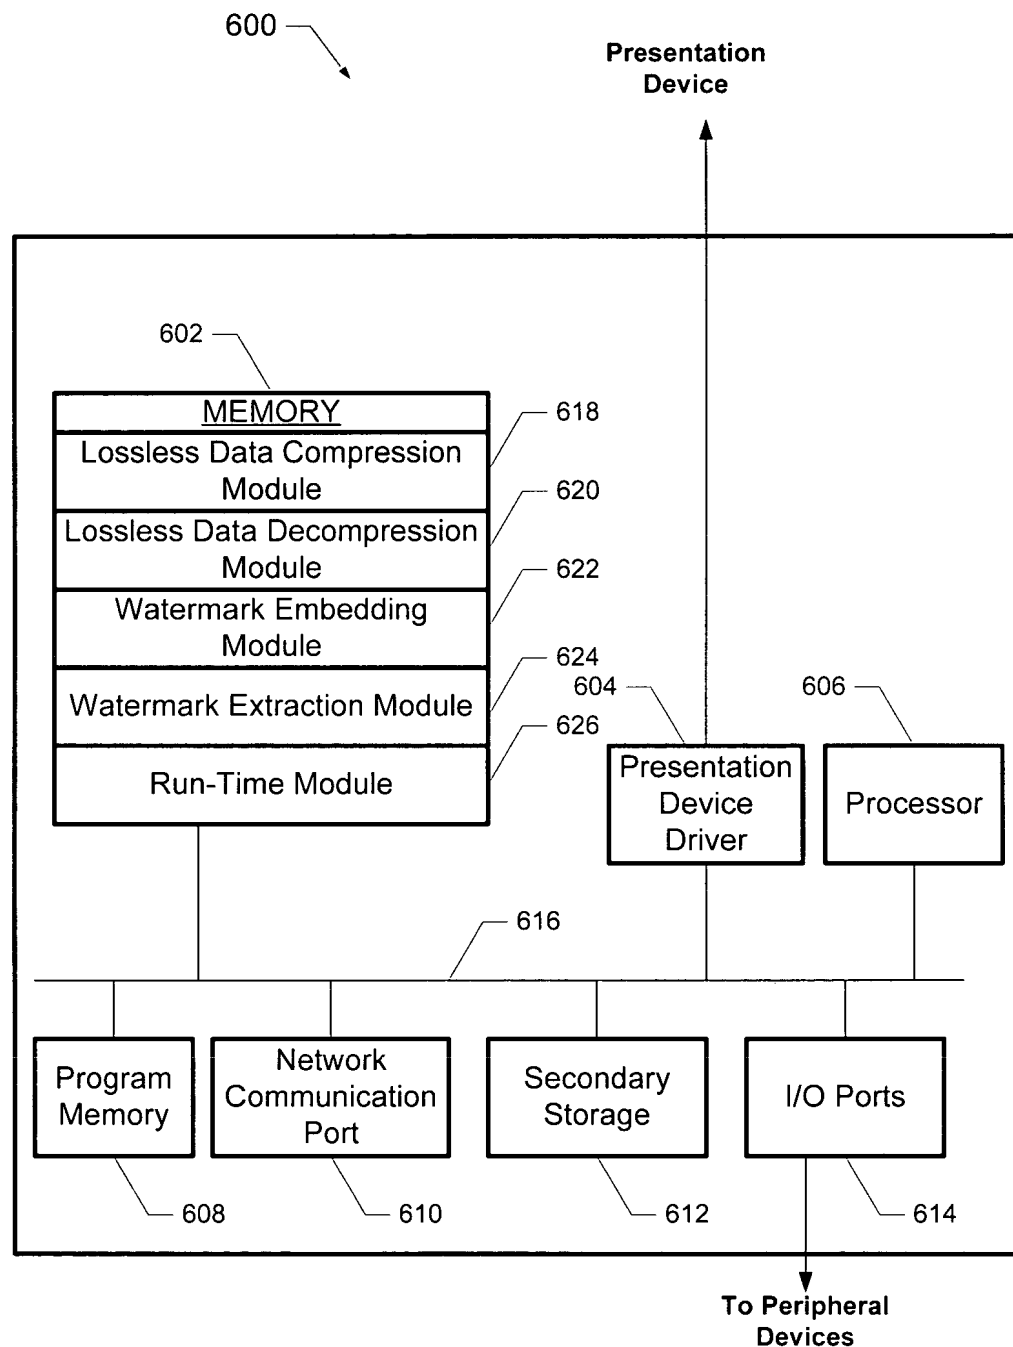 600
Presentation
Device
602
MEMORY
618
Lossless Data Compression
Module
620
Lossless Data Decompression
Module
622
Watermark Embedding
Module
624
Watermark Extraction Module
626
Run-Time Module
604
Presentation
Device
Driver
606
Processor
616
Program
Memory
608
Network
Communication
Port
610
Secondary
Storage
612
I/O Ports
614
To Peripheral
Devices